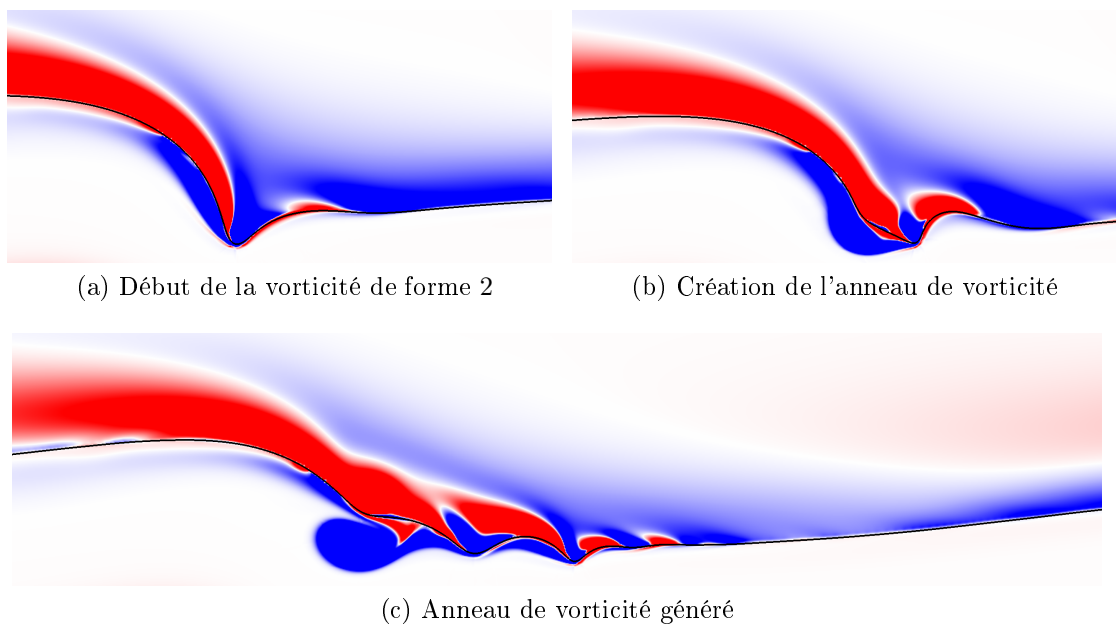 (a) Début de la vorticité de forme 2
(b) Création de l'anneau de vorticité
(c) Anneau de vorticité généré